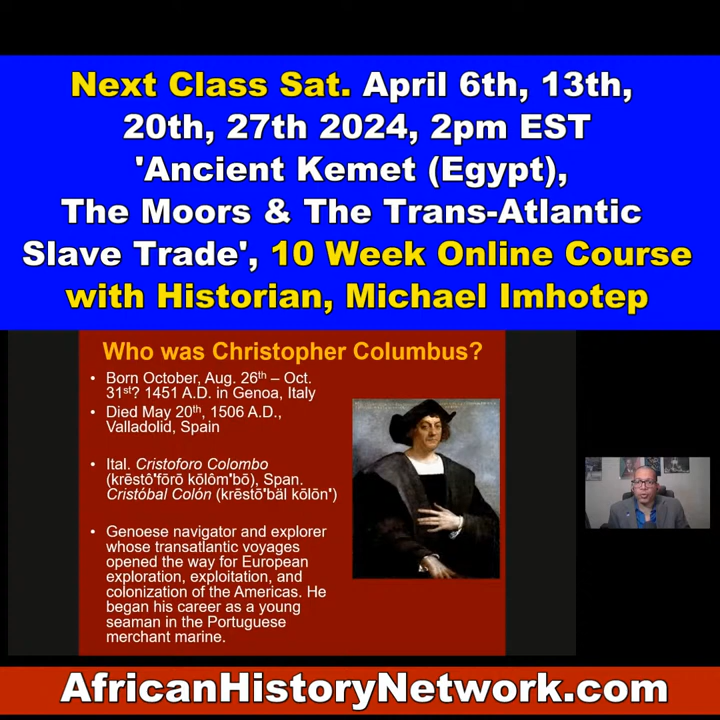 Next Class Sat. April 6th, 13th,
20th, 27th 2024, 2pm EST
'Ancient Kemet (Egypt),
The Moors & The Trans-Atlantic
Slave Trade', 10 Week Online Course
with Historian, Michael Imhotep
Who was Christopher Columbus?
• Born October, Aug. 26th – Oct.
31st? 1451 A.D. in Genoa, Italy
• Died May 20th, 1506 A.D.,
Valladolid, Spain
• Ital. Cristoforo Colombo
(krēstô'fōrō kōlôm'bō), Span.
Cristóbal Colón (krēstō'bäl kōlōn')
• Genoese navigator and explorer
whose transatlantic voyages
opened the way for European
exploration, exploitation, and
colonization of the Americas. He
began his career as a young
seaman in the Portuguese
merchant marine.
AfricanHistoryNetwork.com